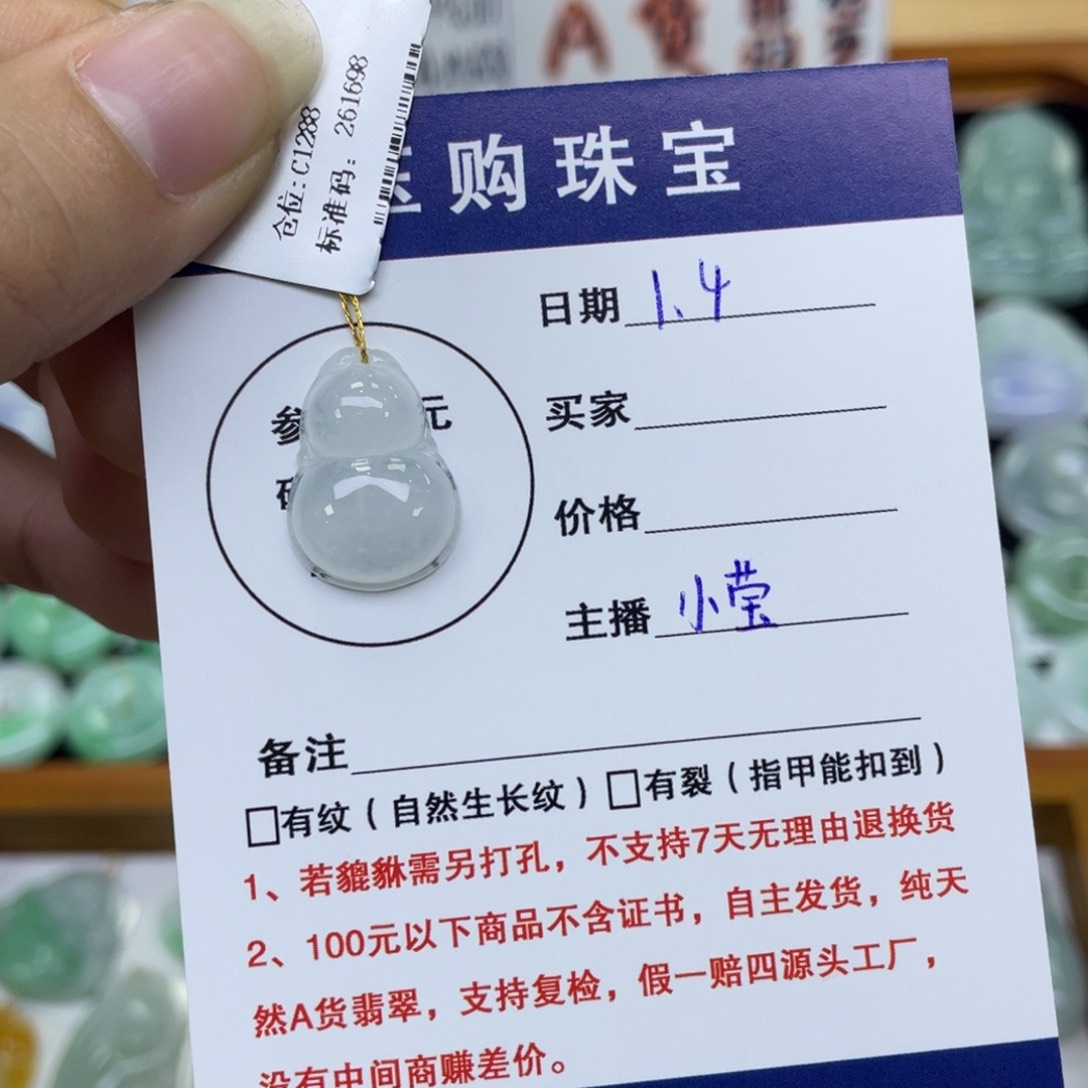 A货
仓位:C1288
标准码:261698
购珠宝
日期 1.4
参 元
买家
价格
主播 小莹
备注
□有纹(自然生长纹)□有裂(指甲能扣到)
1、若貔貅需另打孔,不支持7天无理由退换货
2、100元以下商品不含证书,自主发货,纯天
然A货翡翠,支持复检,假一赔四源头工厂,
没有中间商赚差价。